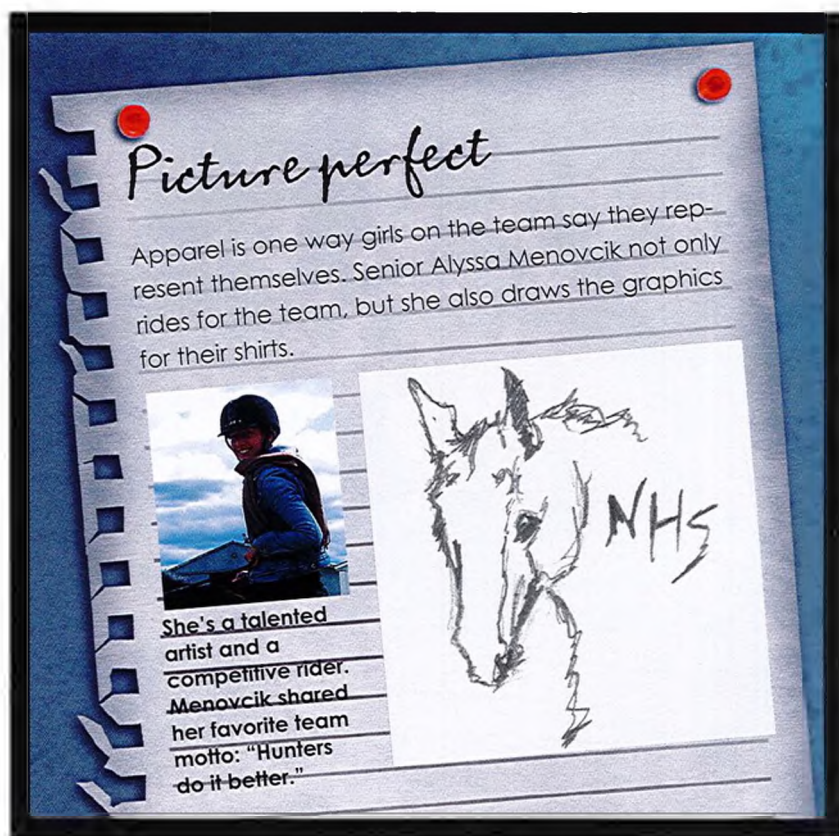 Picture perfect
Apparel is one way girls on the team say they rep-
resent themselves. Senior Alyssa Menovcik not only
rides for the team, but she also draws the graphics
for their shirts.
NHS
She's a talented
artist and a
competitive rider.
Menovcik shared
her favorite team
motto: “Hunters
do it better.”